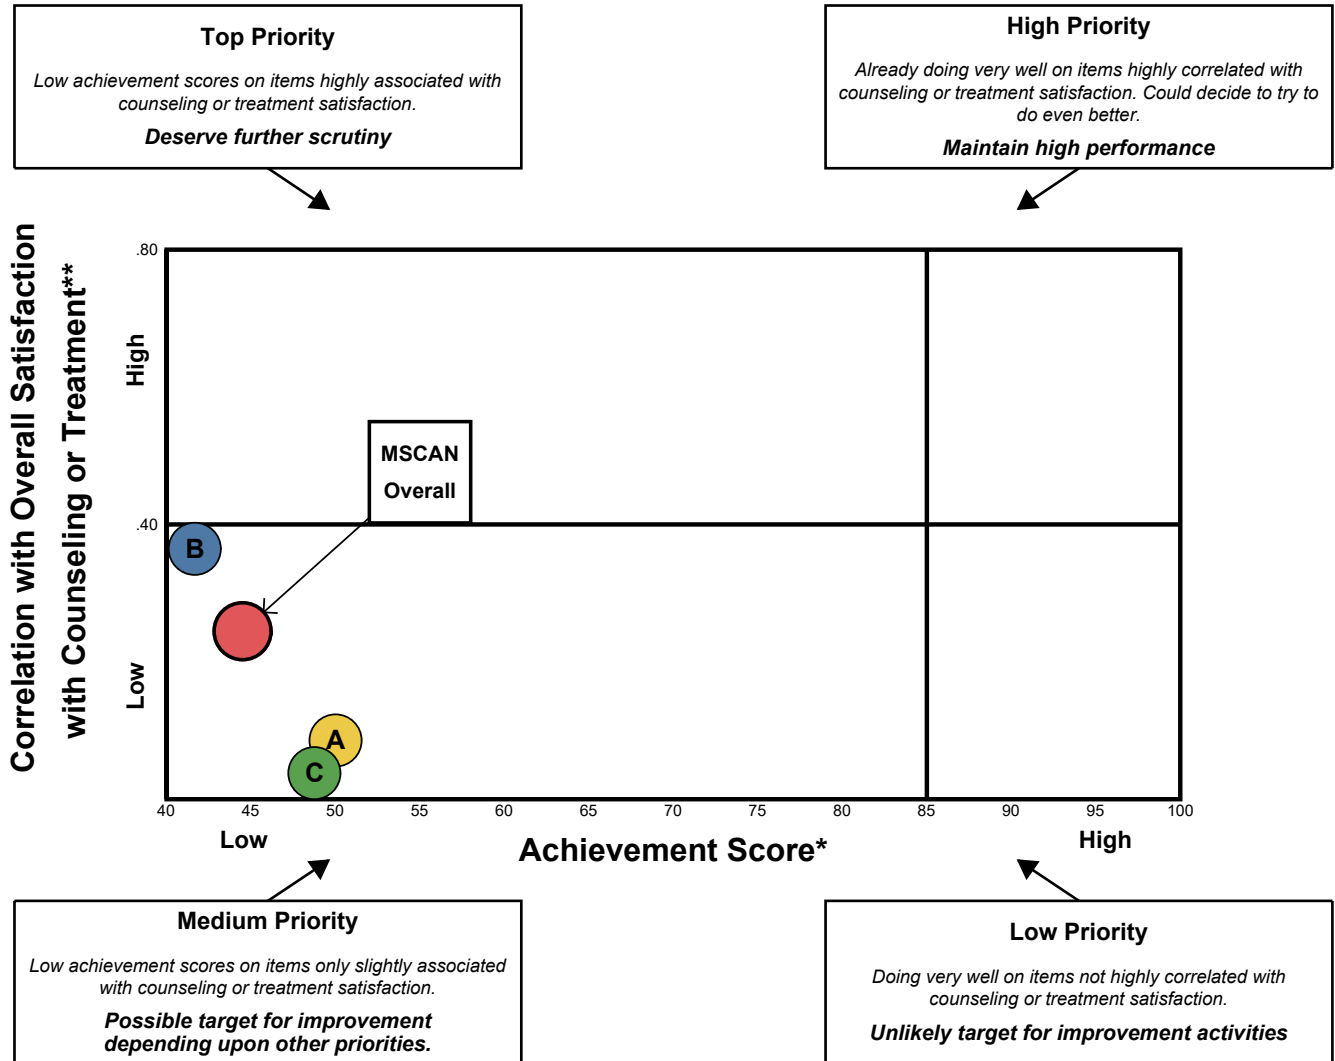 Top Priority
Low achievement scores on items highly associated with
counseling or treatment satisfaction.
Deserve further scrutiny
High Priority
Already doing very well on items highly correlated with
counseling or treatment satisfaction. Could decide to try to
do even better.
Maintain high performance
Correlation with Overall Satisfaction
with Counseling or Treatment**
High
Low
.80
.40
MSCAN
Overall
B
A
C
40 45 50 55 60 65 70 75 80 85 90 95 100
Low
High
Achievement Score*
Medium Priority
Low achievement scores on items only slightly associated
with counseling or treatment satisfaction.
Possible target for improvement
depending upon other priorities.
Low Priority
Doing very well on items not highly correlated with
counseling or treatment satisfaction.
Unlikely target for improvement activities